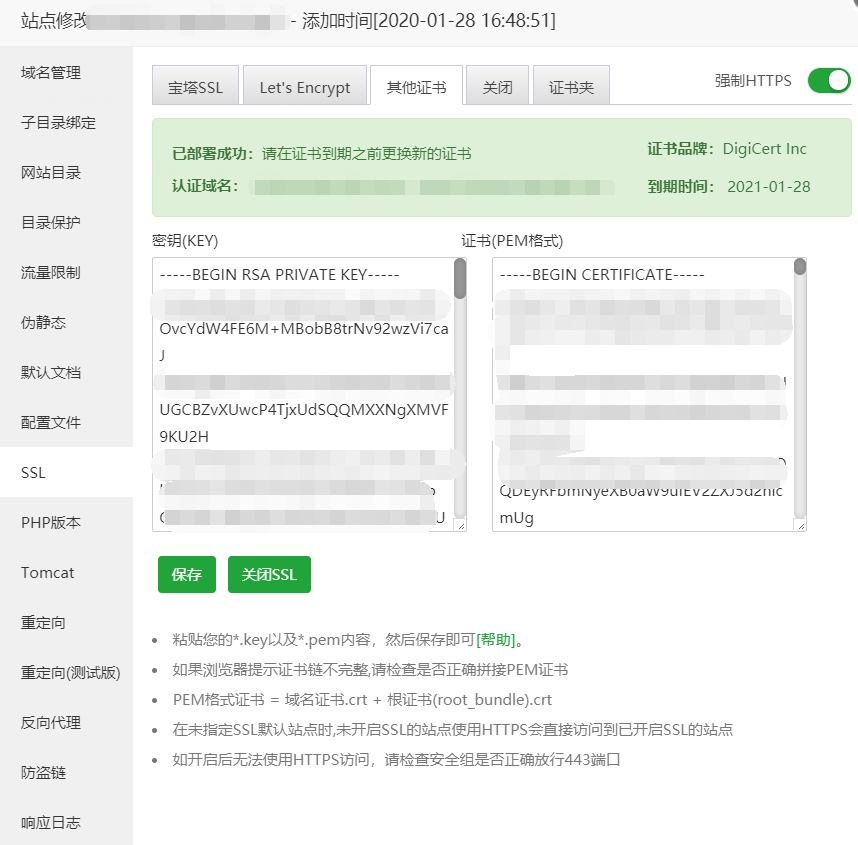 站点修改 - 添加时间[2020-01-28 16:48:51]
域名管理
子目录绑定
网站目录
目录保护
流量限制
伪静态
默认文档
配置文件
SSL
PHP版本
Tomcat
重定向
重定向(测试版)
反向代理
防盗链
响应日志
宝塔SSL
Let's Encrypt
其他证书
关闭
证书夹
强制HTTPS
已部署成功：请在证书到期之前更换新的证书
证书品牌：DigiCert Inc
认证域名：
到期时间： 2021-01-28
密钥(KEY)
证书(PEM格式)
-----BEGIN RSA PRIVATE KEY-----
OvcYdW4FE6M+MBobB8trNv92wzVi7ca
J
UGCBZvXUwcP4TjxUdSQQMXXNgXMVF
9KU2H
-----BEGIN CERTIFICATE-----
mUg
保存
关闭SSL
粘贴您的*.key以及*.pem内容，然后保存即可[帮助]。
如果浏览器提示证书链不完整,请检查是否正确拼接PEM证书
PEM格式证书 = 域名证书.crt + 根证书(root_bundle).crt
在未指定SSL默认站点时,未开启SSL的站点使用HTTPS会直接访问到已开启SSL的站点
如开启后无法使用HTTPS访问，请检查安全组是否正确放行443端口